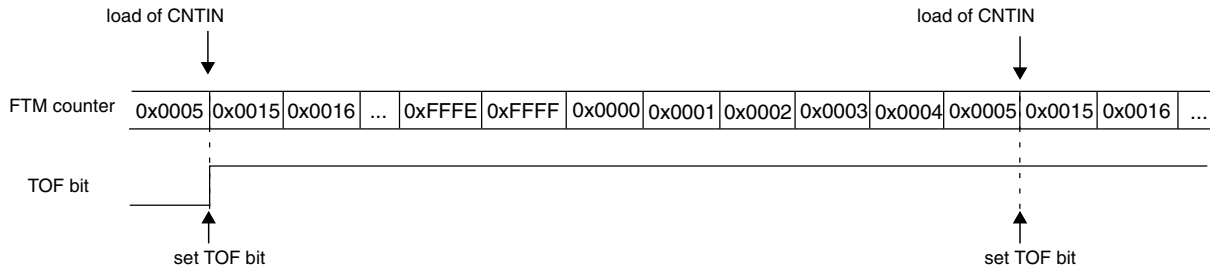 load of CNTIN load of CNTIN
FTM counter 0x0005 0x0015 0x0016 ... 0xFFFE 0xFFFF 0x0000 0x0001 0x0002 0x0003 0x0004 0x0005 0x0015 0x0016 ...
TOF bit
set TOF bit set TOF bit